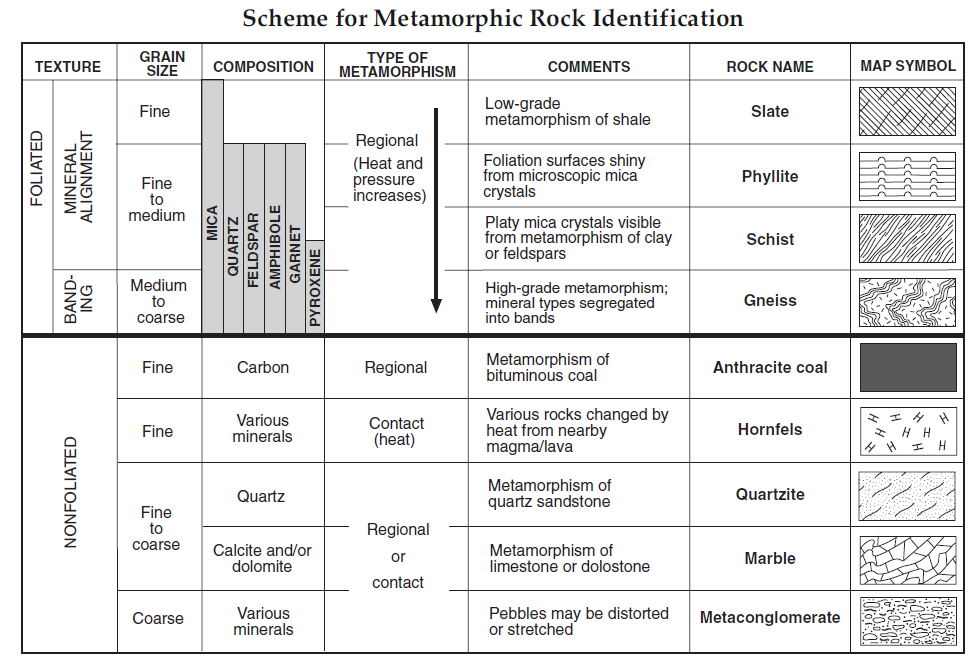 Scheme for Metamorphic Rock Identification
TEXTURE
GRAIN
SIZE
COMPOSITION
TYPE OF
METAMORPHISM
COMMENTS
ROCK NAME
MAP SYMBOL
FOLIATED
MINERAL
ALIGNMENT
BAND-
ING
Fine
Fine
to
medium
Medium
to
coarse
MICA
QUARTZ
FELDSPAR
AMPHIBOLE
GARNET
PYROXENE
Regional
(Heat and
pressure
increases)
Low-grade
metamorphism of shale
Slate
Foliation surfaces shiny
from microscopic mica
crystals
Phyllite
Platy mica crystals visible
from metamorphism of clay
or feldspars
Schist
High-grade metamorphism;
mineral types segregated
into bands
Gneiss
NONFOLIATED
Fine
Carbon
Regional
Metamorphism of
bituminous coal
Anthracite coal
Fine
Various
minerals
Contact
(heat)
Various rocks changed by
heat from nearby
magma/lava
Hornfels
Fine
to
coarse
Quartz
Regional
or
contact
Metamorphism of
quartz sandstone
Quartzite
Calcite and/or
dolomite
Metamorphism of
limestone or dolostone
Marble
Coarse
Various
minerals
Pebbles may be distorted
or stretched
Metaconglomerate